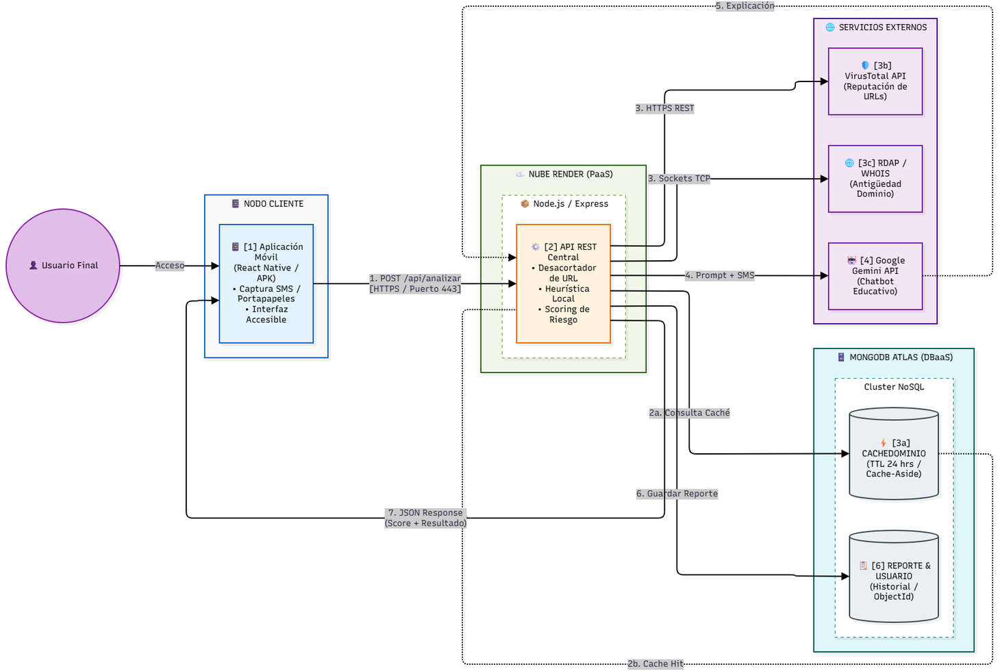 5. Explicación
🌐 SERVICIOS EXTERNOS
🛡️ [3b]
VirusTotal API
(Reputación de
URLs)
3. HTTPS REST
🌐 [3c] RDAP /
WHOIS
(Antigüedad
Dominio)
3. Sockets TCP
☁️ NUBE RENDER (PaaS)
📦 Node.js / Express
📱 NODO CLIENTE
👤 Usuario Final
Acceso
📱 [1] Aplicación
Móvil
(React Native /
APK)
• Captura SMS /
Portapapeles
• Interfaz
Accesible
1. POST /api/analizar
[HTTPS / Puerto 443]
⚙️ [2] API REST
Central
• Desacortador
de URL
• Heurística
Local
• Scoring de
Riesgo
4. Prompt + SMS
🤖 [4] Google
Gemini API
(Chatbot
Educativo)
🗄️ MONGODB ATLAS (DBaaS)
Cluster NoSQL
2a. Consulta Caché
⚡ [3a]
CACHEDOMINIO
(TTL 24 hrs /
Cache-Aside)
6. Guardar Reporte
7. JSON Response
(Score + Resultado)
📋 [6] REPORTE &
USUARIO
(Historial /
ObjectId)
2b. Cache Hit